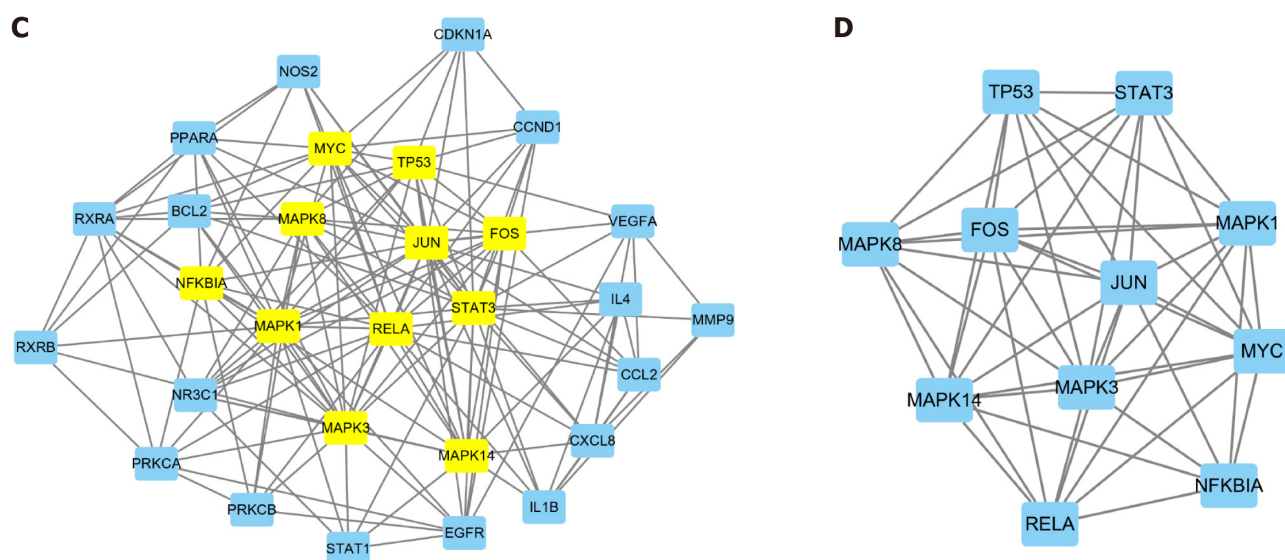 C
CDKN1A
NOS2
CCND1
PPARA
MYC
TP53
RXRA
BCL2
MAPK8
JUN
FOS
VEGFA
NFKBIA
STAT3
IL4
MAPK1
RELA
MMP9
RXRB
CCL2
NR3C1
MAPK3
CXCL8
PRKCA
MAPK14
PRKCB
IL1B
STAT1
EGFR
D
TP53
STAT3
FOS
MAPK1
MAPK8
JUN
MYC
MAPK14
MAPK3
NFKBIA
RELA